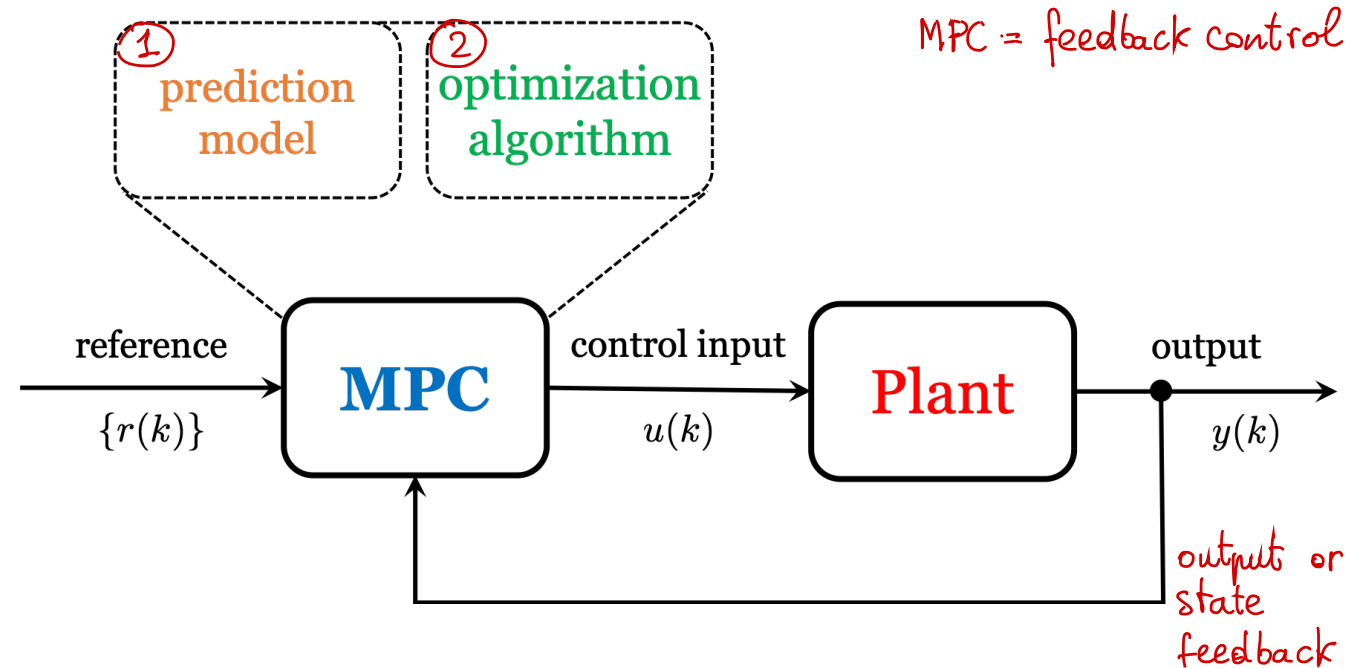 MPC = feedback control
1
prediction
model
2
optimization
algorithm
reference
{r(k)}
MPC
control input
u(k)
Plant
output
y(k)
output or
state
feedback